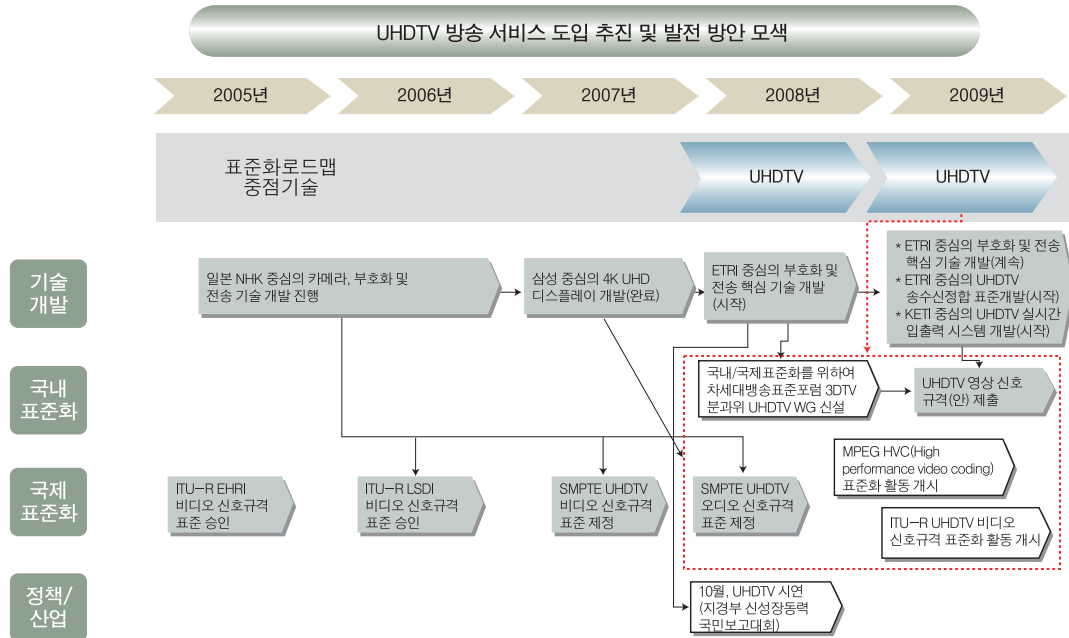 UHDTV 방송 서비스 도입 추진 및 발전 방안 모색
2005년
2006년
2007년
2008년
2009년
표준화로드맵
중점기술
UHDTV
UHDTV
기술
개발
일본 NHK 중심의 카메라, 부호화 및
전송 기술 개발 진행
삼성 중심의 4K UHD
디스플레이 개발(완료)
ETRI 중심의 부호화 및
전송 핵심 기술 개발
(시작)
* ETRI 중심의 부호화 및 전송
핵심 기술 개발(계속)
* ETRI 중심의 UHDTV
송수신정합 표준개발(시작)
* KETI 중심의 UHDTV 실시간
입출력 시스템 개발(시작)
국내
표준화
국내/국제표준화를 위하여
차세대뱅송표준포럼 3DTV
분과위 UHDTV WG 신설
UHDTV 영상 신호
규격(안) 제출
국제
표준화
ITU-R EHRI
비디오 신호규격
표준 승인
ITU-R LSDI
비디오 신호규격
표준 승인
SMPTE UHDTV
비디오 신호규격
표준 제정
SMPTE UHDTV
오디오 신호규격
표준 제정
MPEG HVC(High
performance video coding)
표준화 활동 개시
ITU-R UHDTV 비디오
신호규격 표준화 활동 개시
정책/
산업
10월, UHDTV 시연
(지경부 신성장동력
국민보고대회)